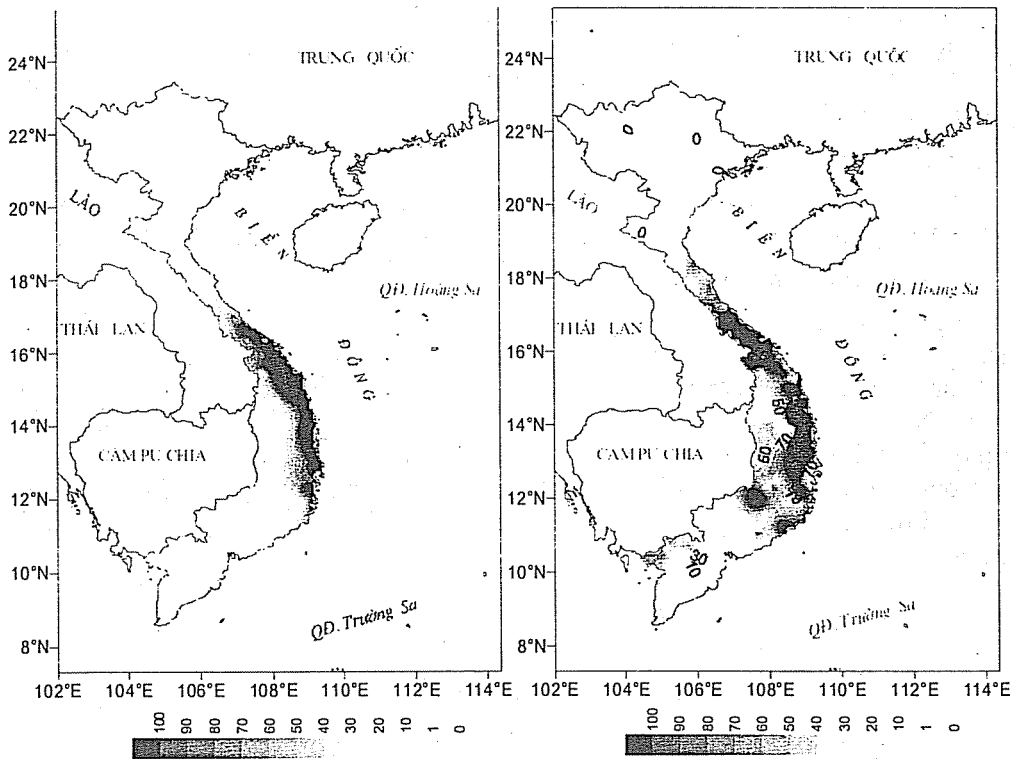 TRUNG QUỐC
24°N
22°N
20°N
18°N
16°N
14°N
12°N
10°N
8°N
LÀO
BIỂN
ĐÔNG
QĐ. Hoàng Sa
THÁI LAN
CĂM PU CHIA
QĐ. Trường Sa
102°E 104°E 106°E 108°E 110°E 112°E 114°E
100 90 80 70 60 50 40 30 20 10 1 0
TRUNG QUỐC
24°N
22°N
20°N
18°N
16°N
14°N
12°N
10°N
8°N
0
0
0
LÀO
0
BIỂN
ĐÔNG
QĐ. Hoàng Sa
THÁI LAN
50
70
60
CAM PU CHIA
70
10
QĐ. Trường Sa
102°E 104°E 106°E 108°E 110°E 112°E 114°E
100 90 80 70 60 50 40 30 20 10 1 0